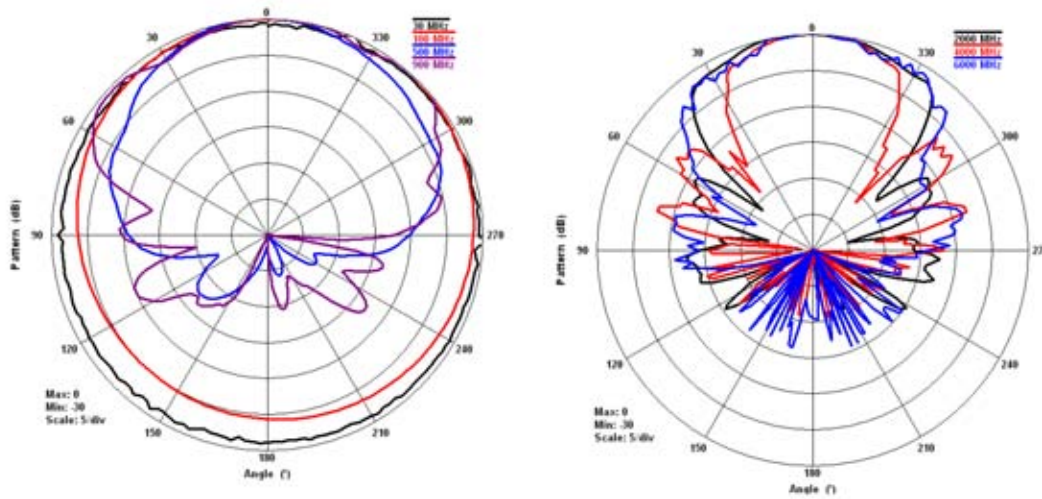 0
30
330
30 MHz
100 MHz
500 MHz
900 MHz
60
300
Pattern (dB)
90
270
120
240
Max: 0
Min: -30
Scale: 5/div
150
210
180
Angle (°)
0
30
330
2000 MHz
4000 MHz
6000 MHz
60
300
Pattern (dB)
90
27
120
240
Max: 0
Min: -30
Scale: 5/div
150
210
180
Angle (°)